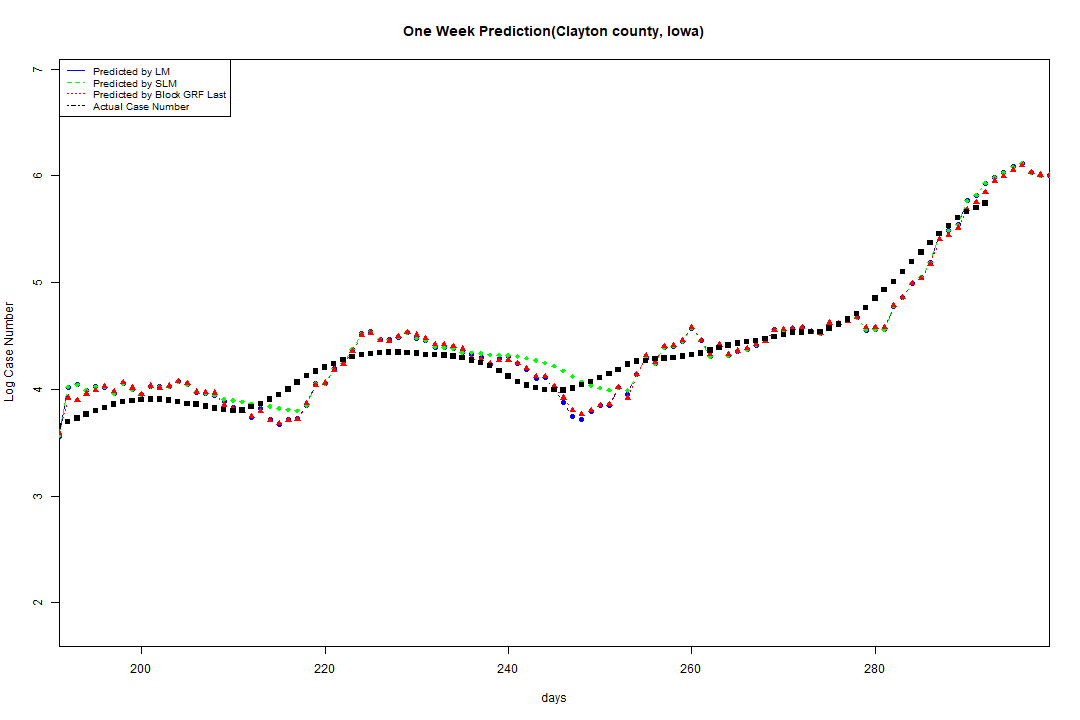 One Week Prediction(Clayton county, Iowa)
Predicted by LM
Predicted by SLM
Predicted by Block GRF Last
Actual Case Number
7
6
5
4
3
2
Log Case Number
200 220 240 260 280
days